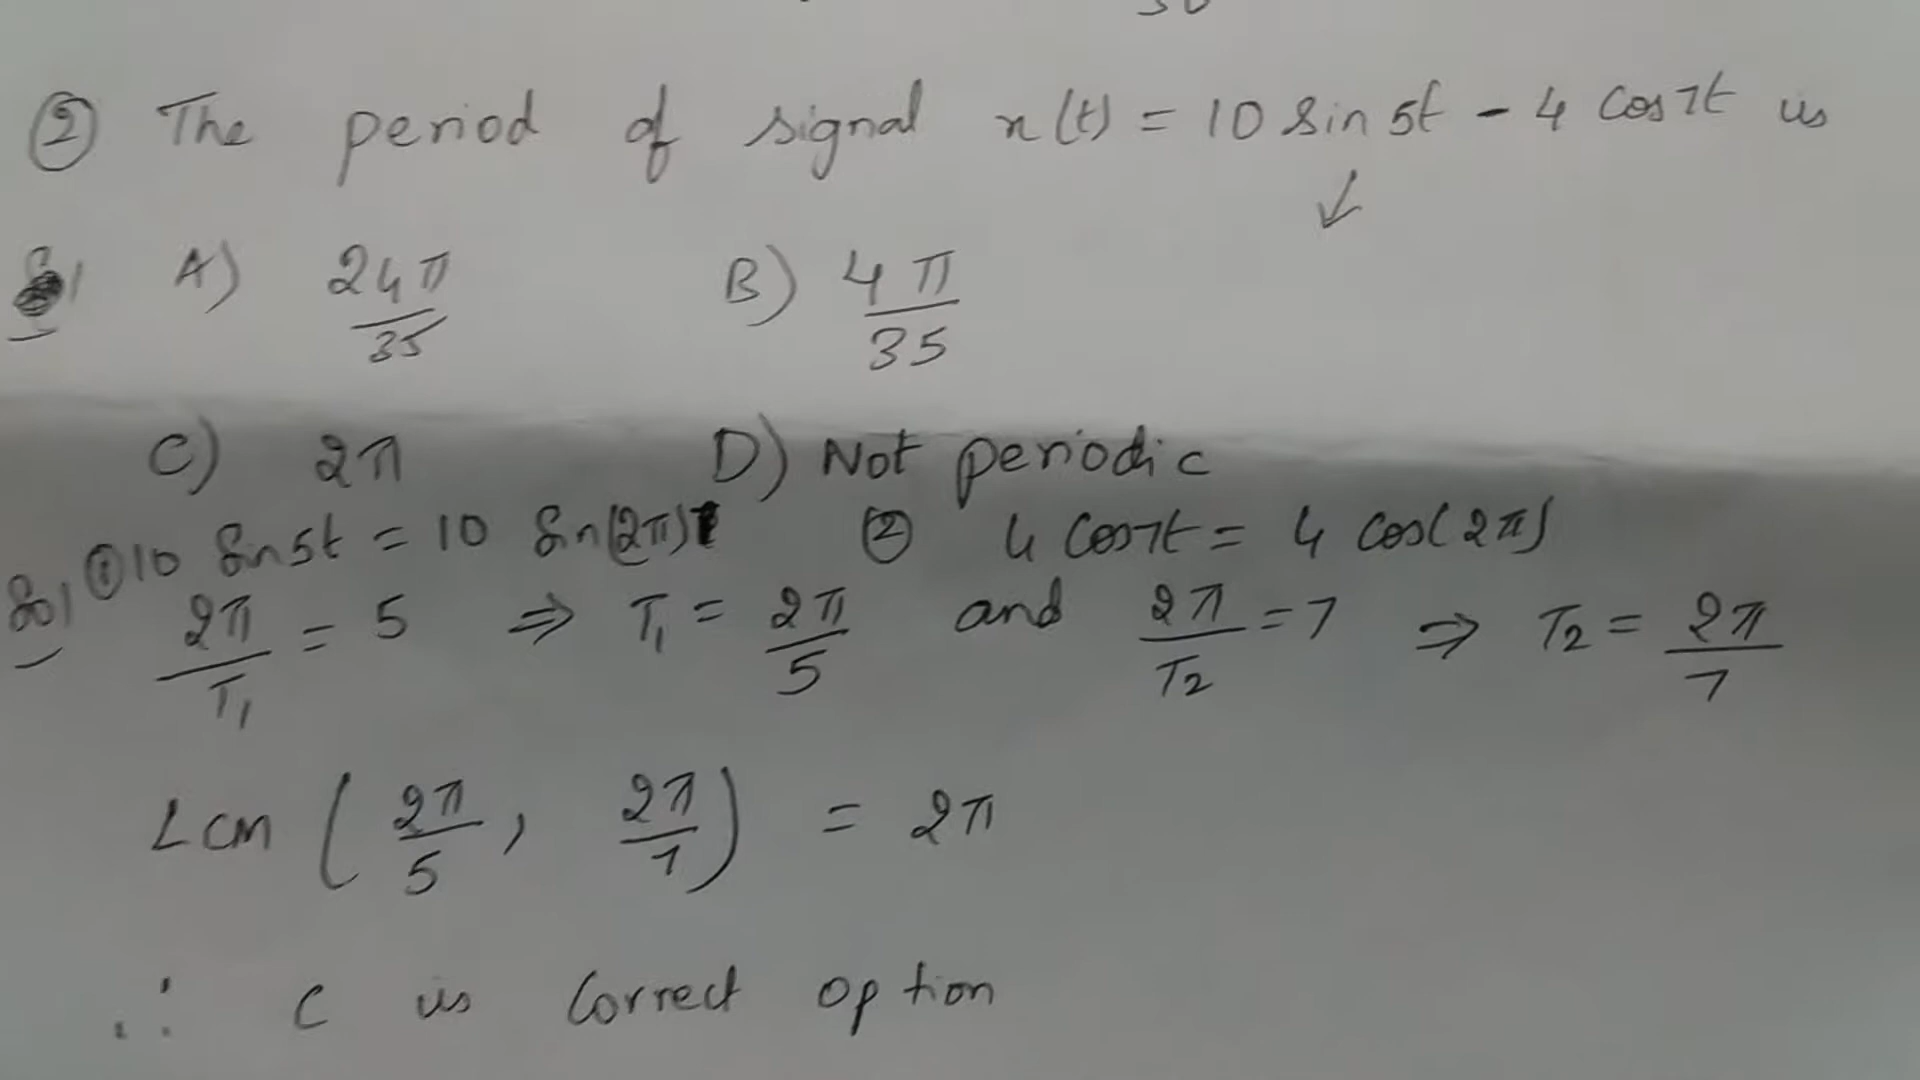 ② The period of signal x(t) = 10 sin 5t - 4 cos 7t is
A) 24π/35 B) 4π/35
C) 2π D) Not periodic
Sol ① 10 sin 5t = 10 sin(2π)t ② 4 cos 7t = 4 cos(2π)
2π/T₁ = 5 ⇒ T₁ = 2π/5 and 2π/T₂ = 7 ⇒ T₂ = 2π/7
Lcm (2π/5, 2π/7) = 2π
∴ C is Correct option